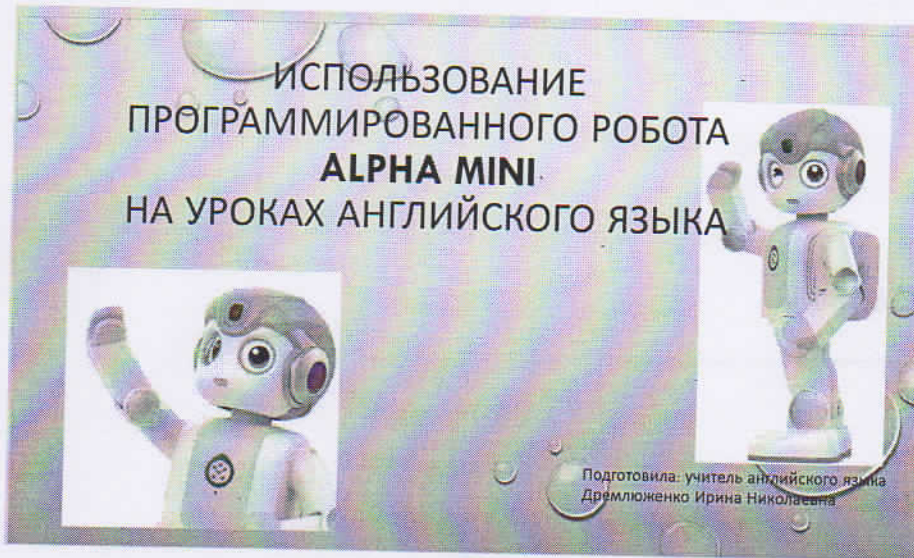 ИСПОЛЬЗОВАНИЕ
ПРОГРАММИРОВАННОГО РОБОТА
ALPHA MINI
НА УРОКАХ АНГЛИЙСКОГО ЯЗЫКА
Подготовила: учитель английского языка
Дремлюженко Ирина Николаевна